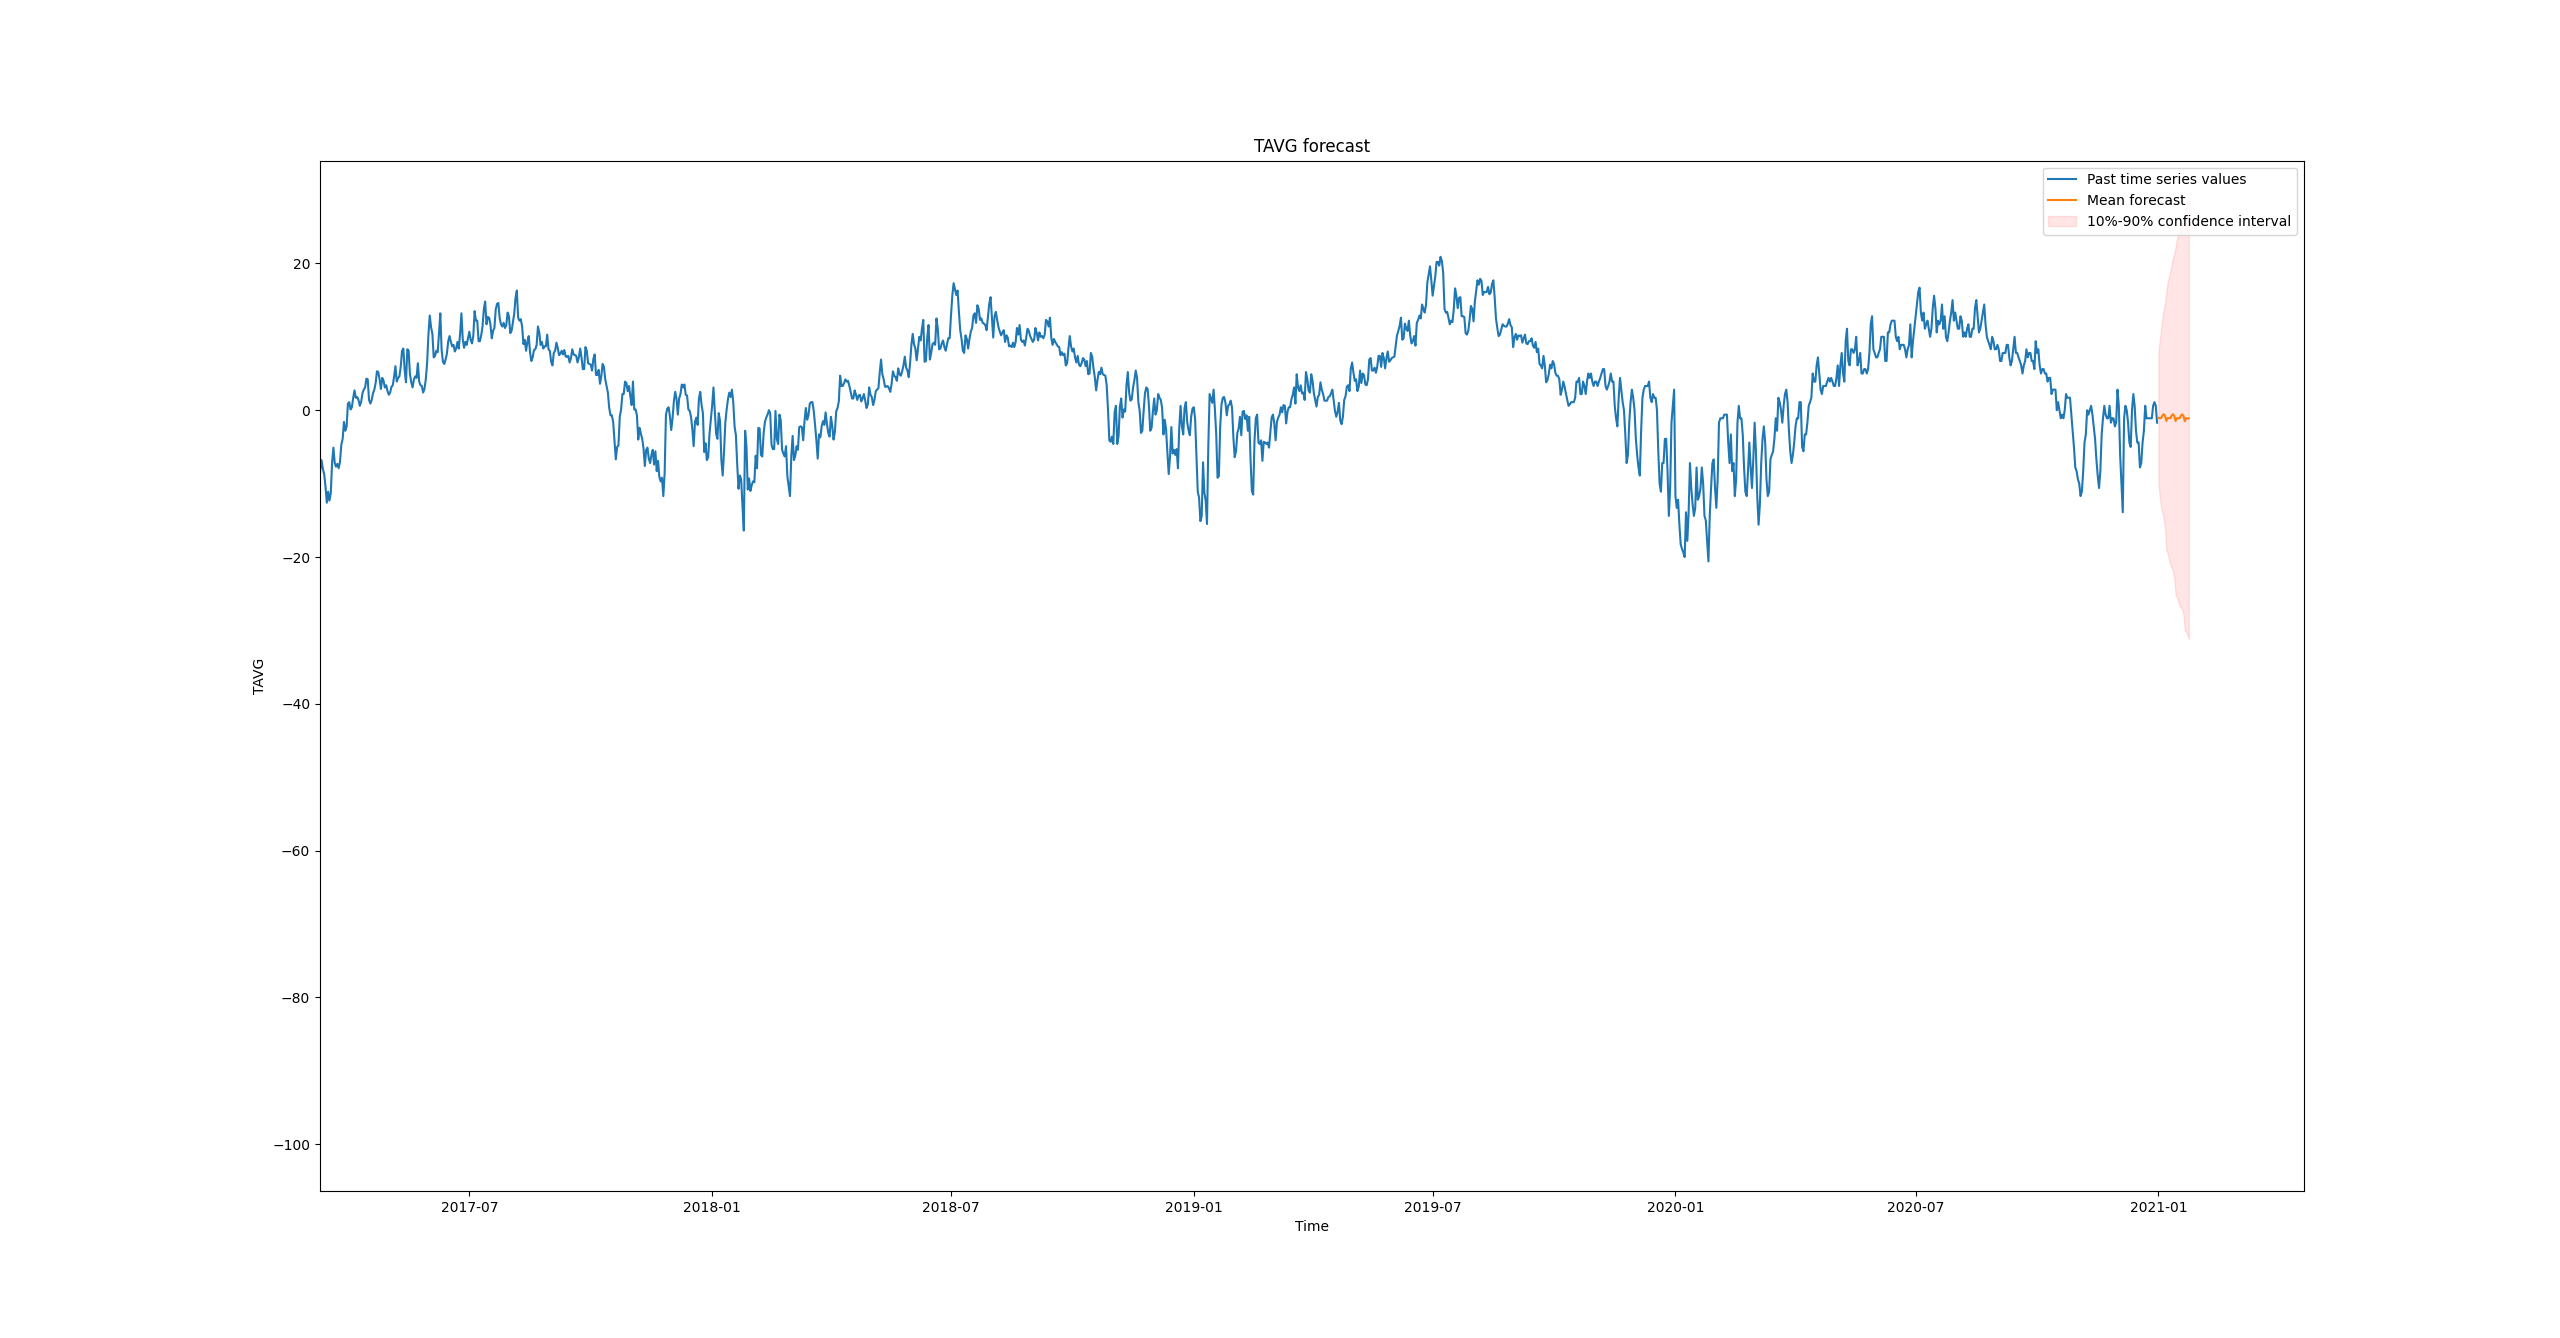 TAVG forecast
Past time series values
Mean forecast
10%-90% confidence interval
20
0
−20
−40
−60
−80
−100
TAVG
2017-07
2018-01
2018-07
2019-01
2019-07
2020-01
2020-07
2021-01
Time